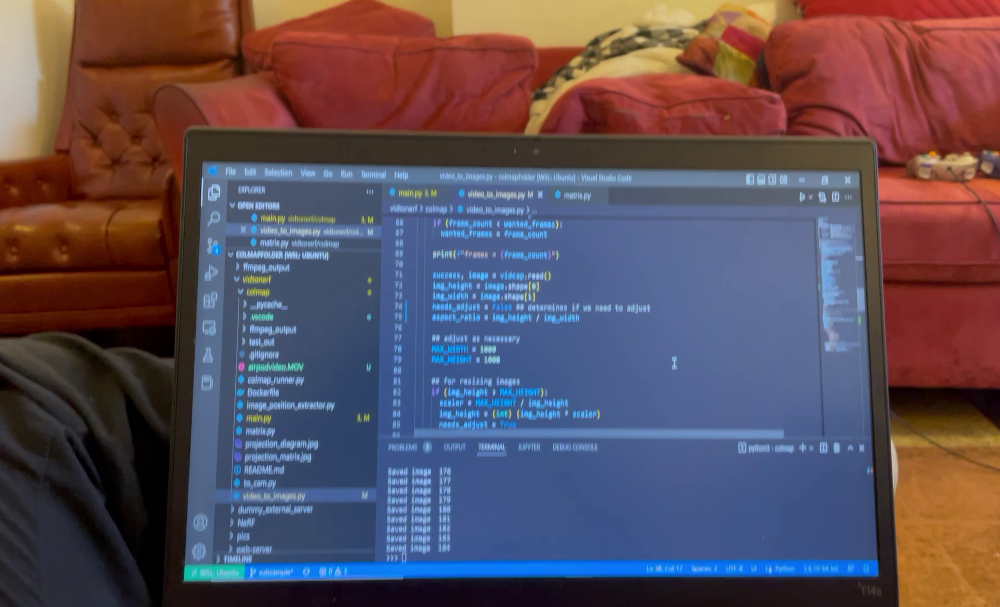 File Edit Selection View Go Run Terminal Help
video_to_images.py - colmapfolder [WSL: Ubuntu] - Visual Studio Code
EXPLORER
OPEN EDITORS
main.py vidtonerf/colmap 3, M
video_to_images.py vidtonerf/col... M
matrix.py vidtonerf/colmap
COLMAPFOLDER [WSL: UBUNTU]
ffmpeg_output
vidtonerf
colmap
__pycache__
.vscode
ffmpeg_output
test_out
.gitignore
airpodvideo.MOV U
colmap_runner.py
Dockerfile
image_position_extractor.py
main.py 3, M
matrix.py
projection_diagram.jpg
projection_matrix.jpg
README.md
to_cam.py
video_to_images.py M
dummy_external_server
NeRF
pics
web-server
TIMELINE
main.py 3, M video_to_images.py M matrix.py
vidtonerf > colmap > video_to_images.py > ...
66 if (frame_count < wanted_frames):
67 wanted_frames = frame_count
68
69 print(f"frames = {frame_count}")
70
71 success, image = vidcap.read()
72 img_height = image.shape[0]
73 img_width = image.shape[1]
74 needs_adjust = False ## determines if we need to adjust
75 aspect_ratio = img_height / img_width
76
77 ## adjust as necessary
78 MAX_WIDTH = 1000
79 MAX_HEIGHT = 1000
80
81 ## for resizing images
82 if (img_height > MAX_HEIGHT):
83 scaler = MAX_HEIGHT / img_height
84 img_height = (int) (img_height * scaler)
85 needs_adjust = True
PROBLEMS OUTPUT TERMINAL JUPYTER DEBUG CONSOLE
python3 - colmap
Saved image 176
Saved image 177
Saved image 178
Saved image 179
Saved image 180
Saved image 181
Saved image 182
Saved image 183
Saved image 184
>>>
WSL: Ubuntu
Ln 38, Col 17 Spaces: 2 UTF-8 LF Python
T14s